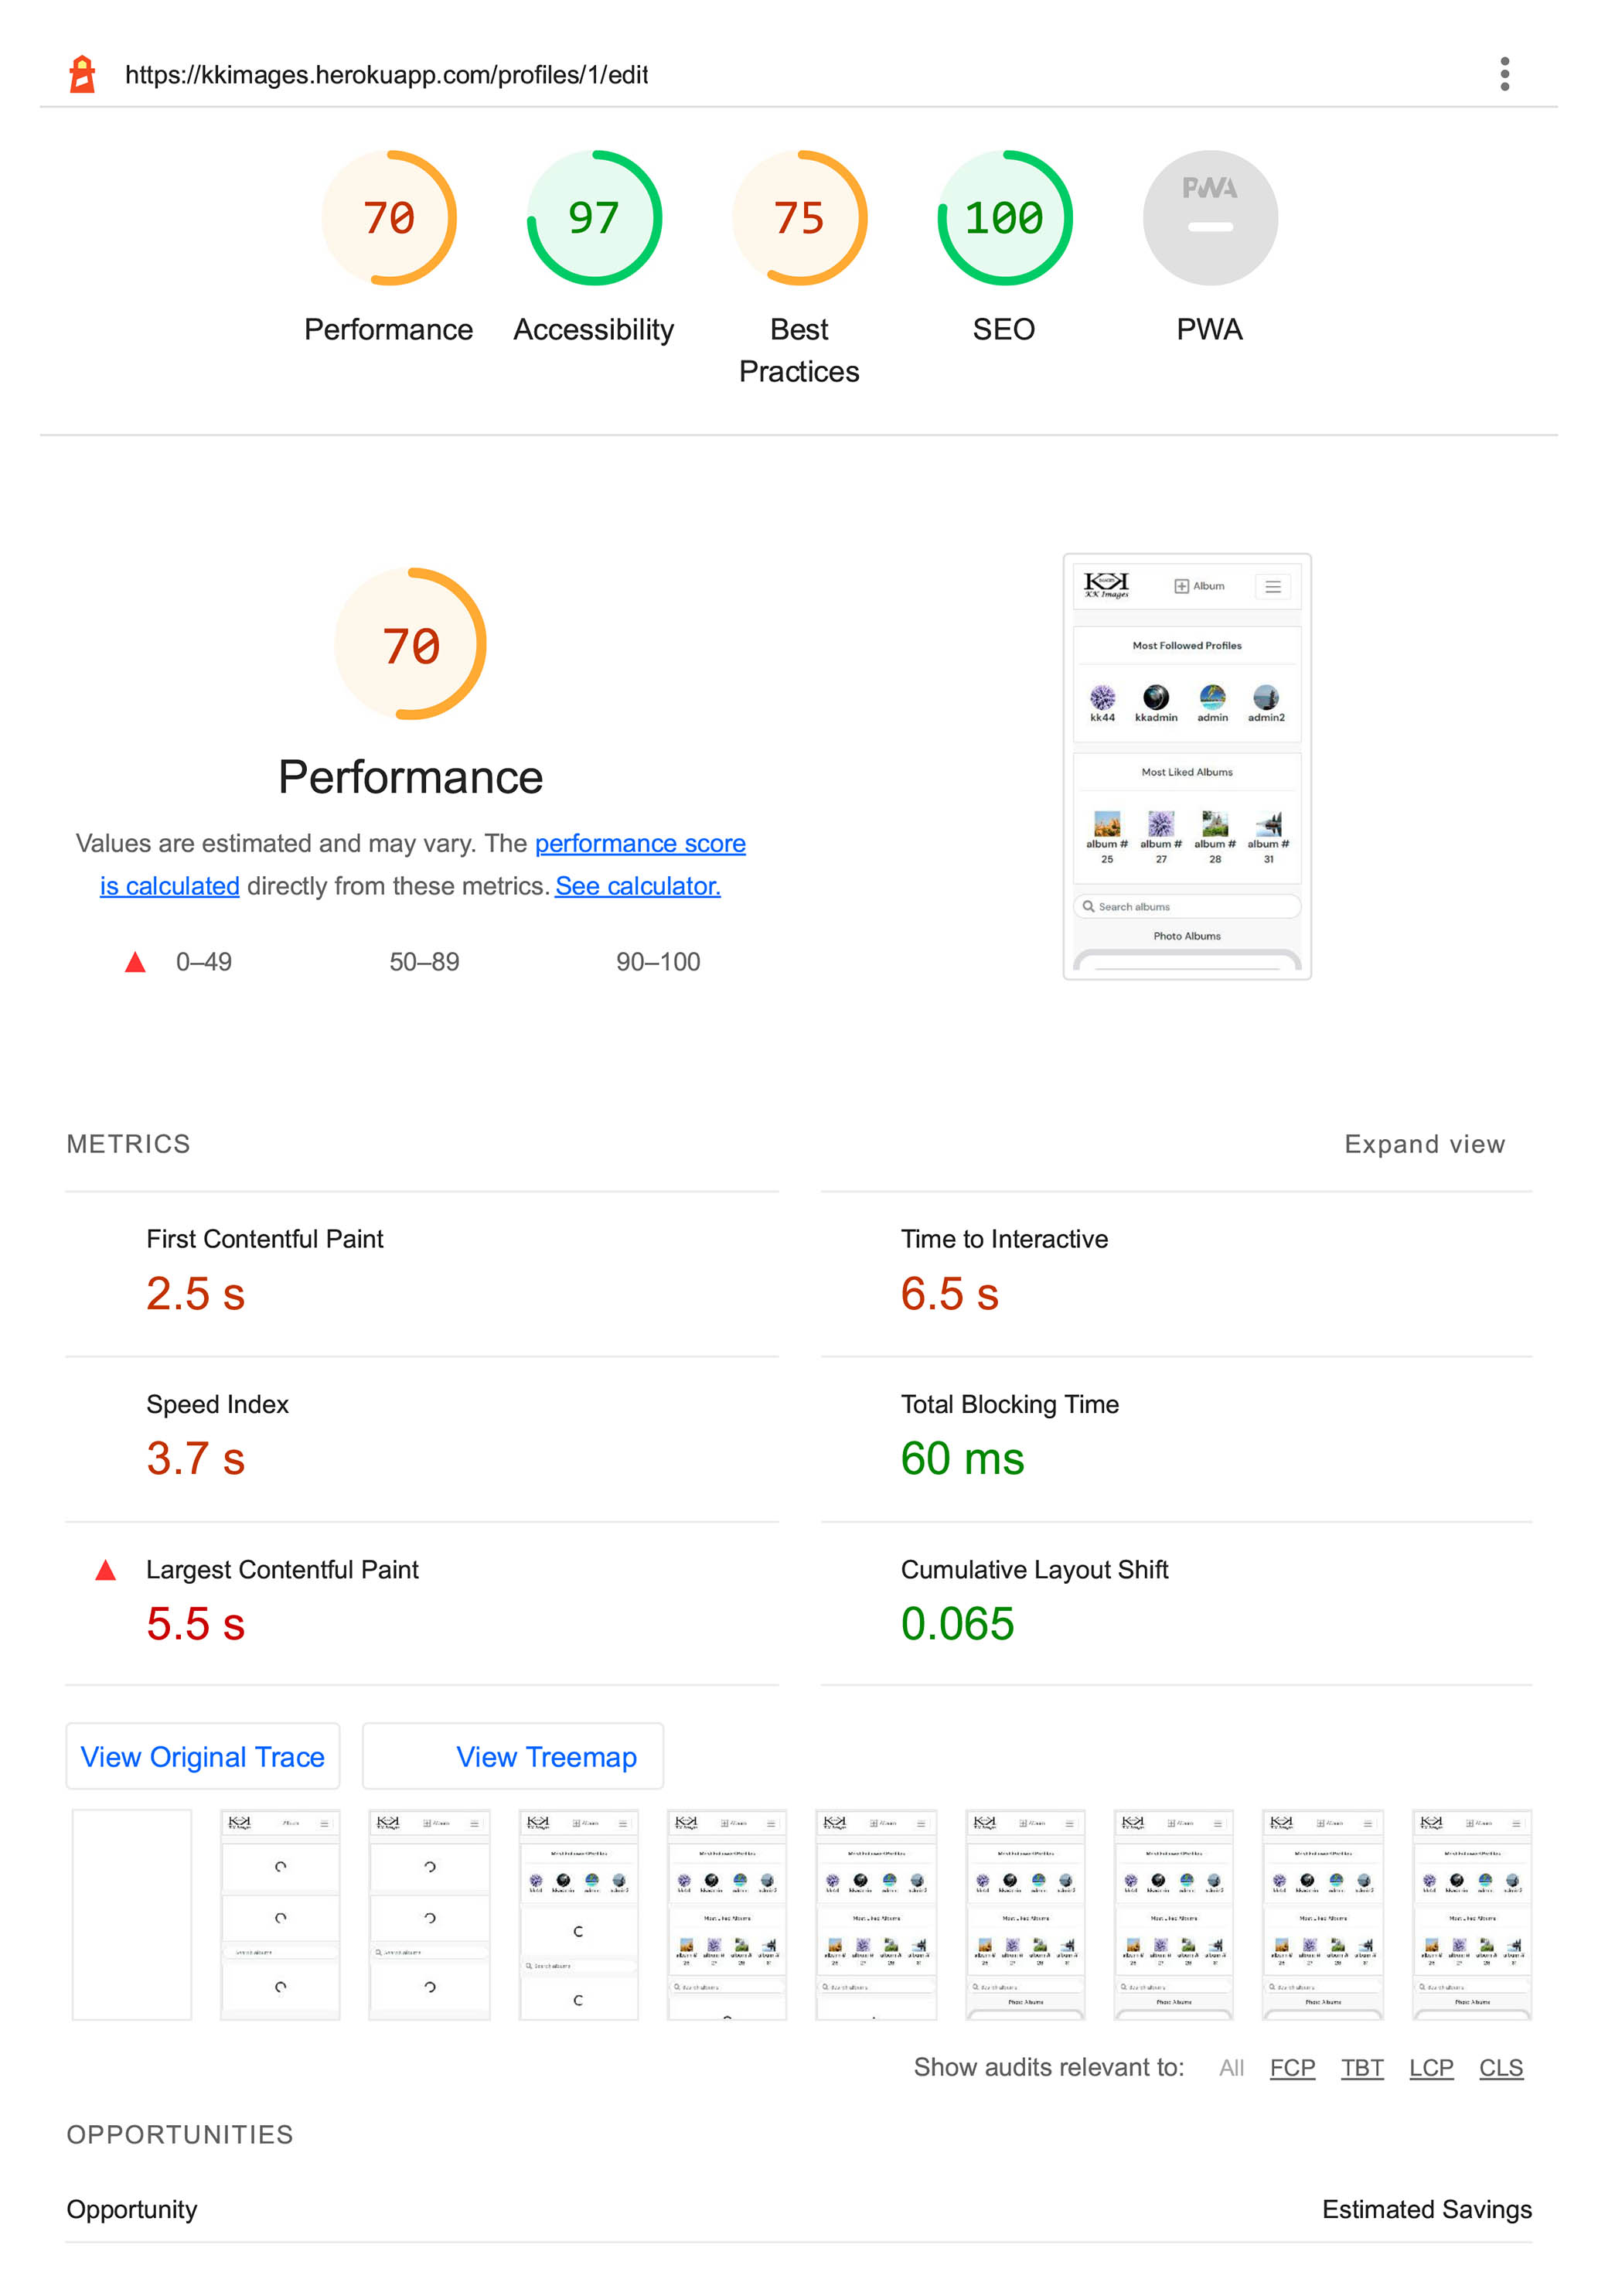 https://kkimages.herokuapp.com/profiles/1/edit
70
97
75
100
PWA
Performance
Accessibility
Best
Practices
SEO
PWA
70
Performance
Values are estimated and may vary. The performance score
is calculated directly from these metrics. See calculator.
0–49
50–89
90–100
KK Images
Album
Most Followed Profiles
kk44
kkadmin
admin
admin2
Most Liked Albums
album #
25
album #
27
album #
28
album #
31
Search albums
Photo Albums
METRICS
Expand view
First Contentful Paint
2.5 s
Time to Interactive
6.5 s
Speed Index
3.7 s
Total Blocking Time
60 ms
Largest Contentful Paint
5.5 s
Cumulative Layout Shift
0.065
View Original Trace
View Treemap
Show audits relevant to: All FCP TBT LCP CLS
OPPORTUNITIES
Opportunity
Estimated Savings